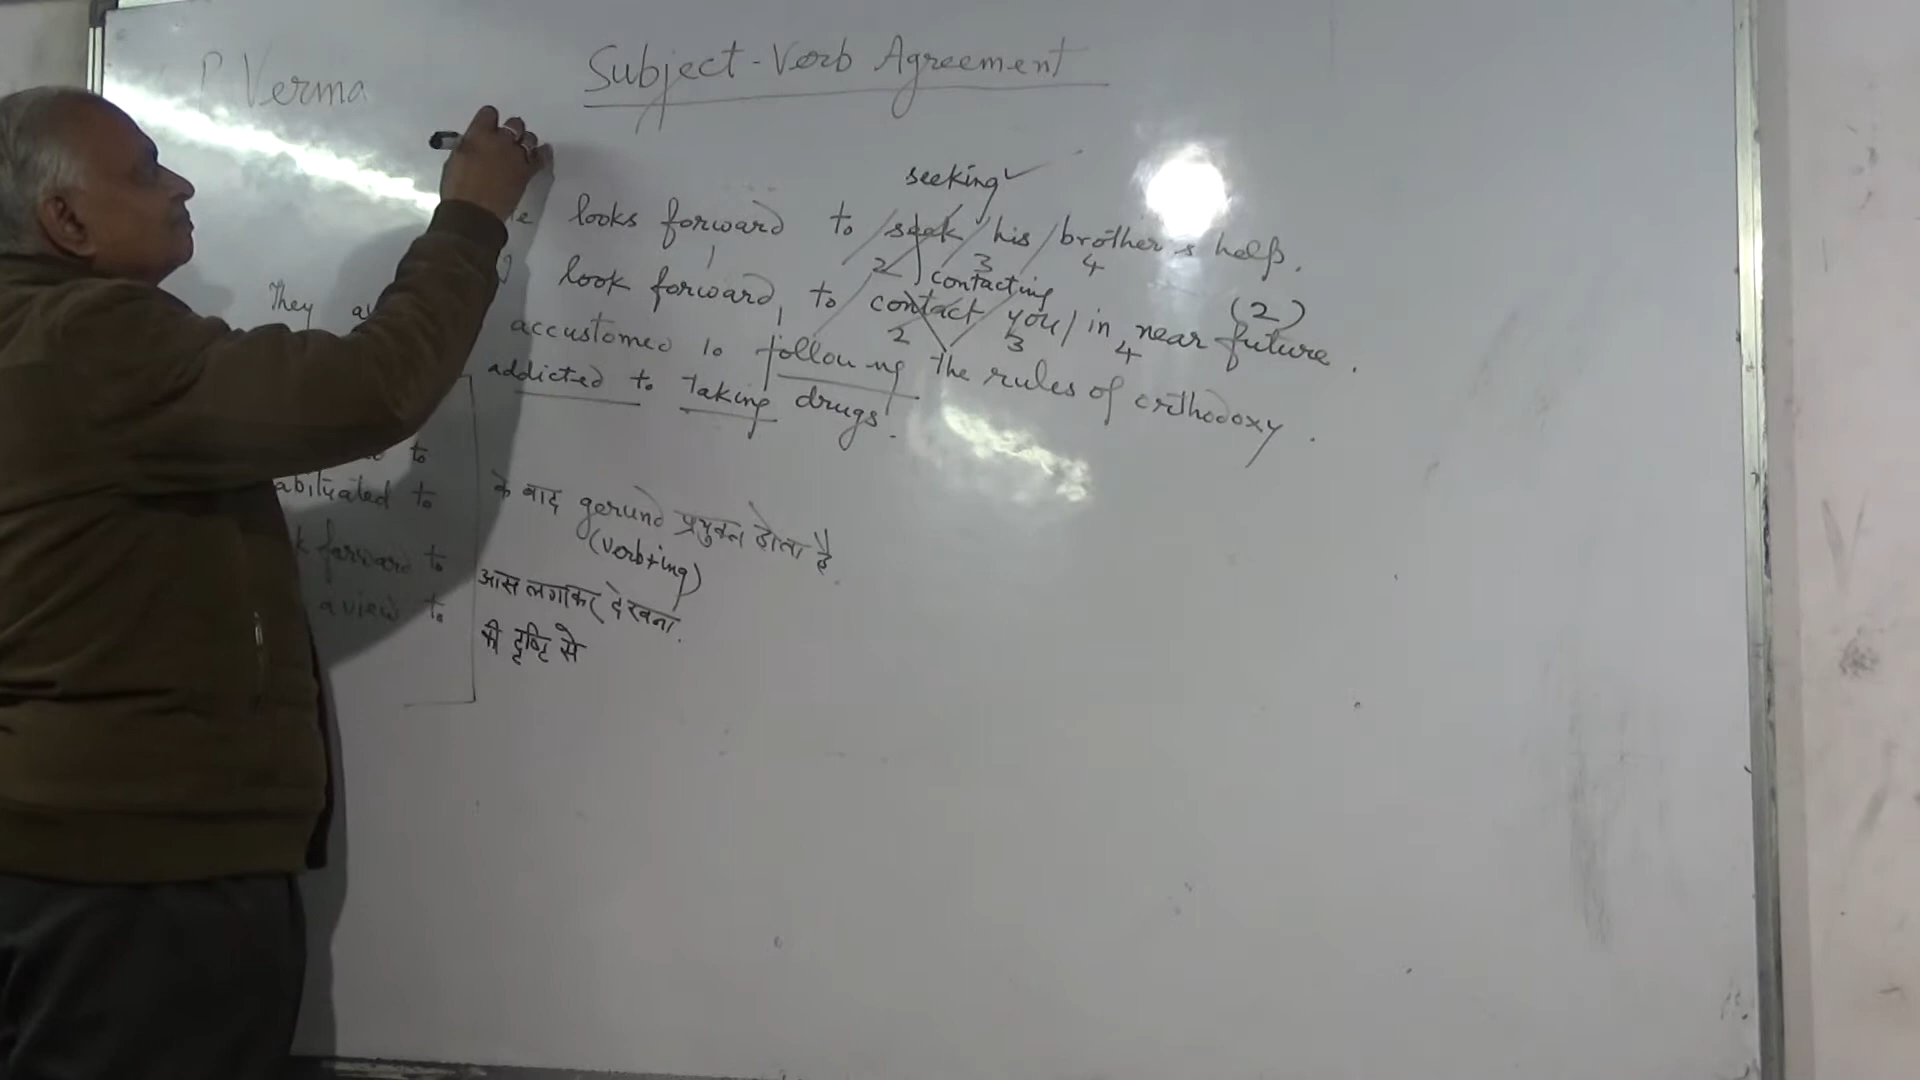 P Verma
Subject-Verb Agreement
seeking
looks forward to / seek / his / brother's help.
1 2 3 4
look forward to contact you / in near future.
contacting
(2)
1 2 3 4
They
accustomed to following the rules of orthodoxy.
addicted to taking drugs.
to
abituated to
के बाद gerund प्रयुक्त होता है.
(verb+ing)
k forward to
आस लगाकर देखना.
a view to
की दृष्टि से